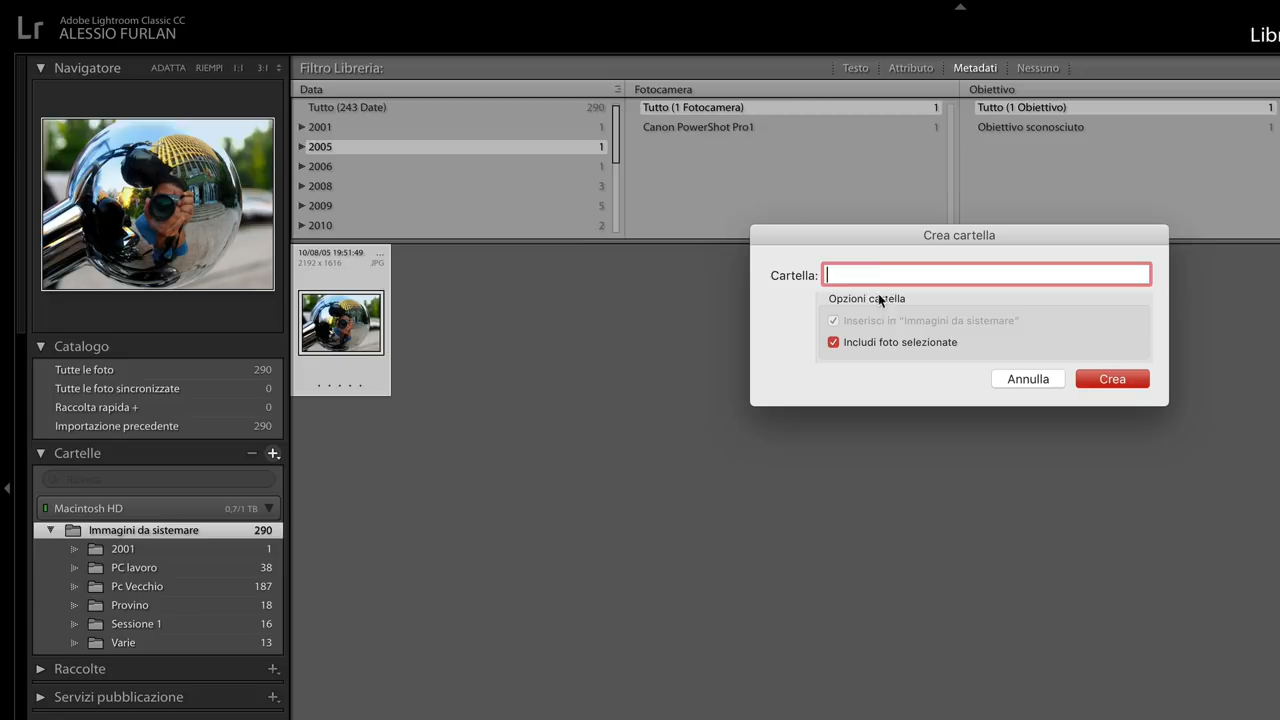 Lr
Adobe Lightroom Classic CC
ALESSIO FURLAN
Libr
Navigatore
ADATTA RIEMPI 1:1 3:1
Filtro Libreria:
Testo Attributo Metadati Nessuno
Data
Fotocamera
Obiettivo
Tutto (243 Date) 290
2001 1
2005 1
2006 1
2008 3
2009 5
2010 2
Tutto (1 Fotocamera) 1
Canon PowerShot Pro1 1
Tutto (1 Obiettivo) 1
Obiettivo sconosciuto 1
10/08/05 19:51:49 ...
2192 x 1616 JPG
Crea cartella
Cartella:
Opzioni cartella
Inserisci in "Immagini da sistemare"
Includi foto selezionate
Annulla
Crea
Catalogo
Tutte le foto 290
Tutte le foto sincronizzate 0
Raccolta rapida + 0
Importazione precedente 290
Cartelle
Macintosh HD 0,7/1 TB
Immagini da sistemare 290
2001 1
PC lavoro 38
Pc Vecchio 187
Provino 18
Sessione 1 16
Varie 13
Raccolte
Servizi pubblicazione